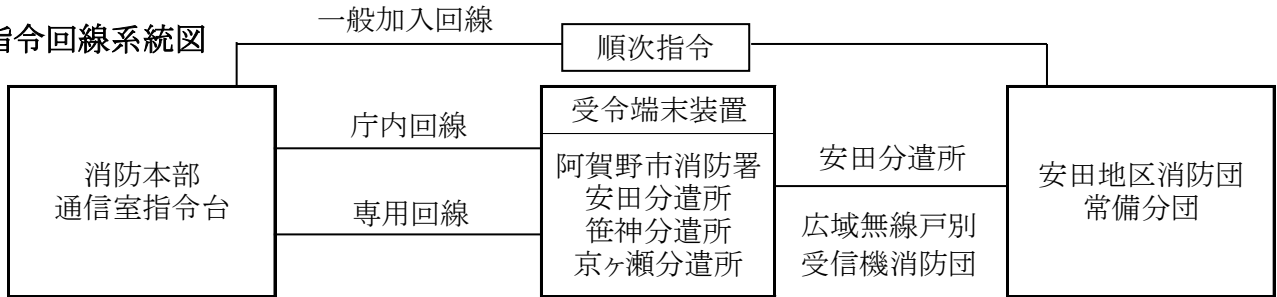 指令回線系統図
一般加入回線
順次指令
消防本部
通信室指令台
庁内回線
専用回線
受令端末装置
阿賀野市消防署
安田分遣所
笹神分遣所
京ヶ瀬分遣所
安田分遣所
広域無線戸別
受信機消防団
安田地区消防団
常備分団